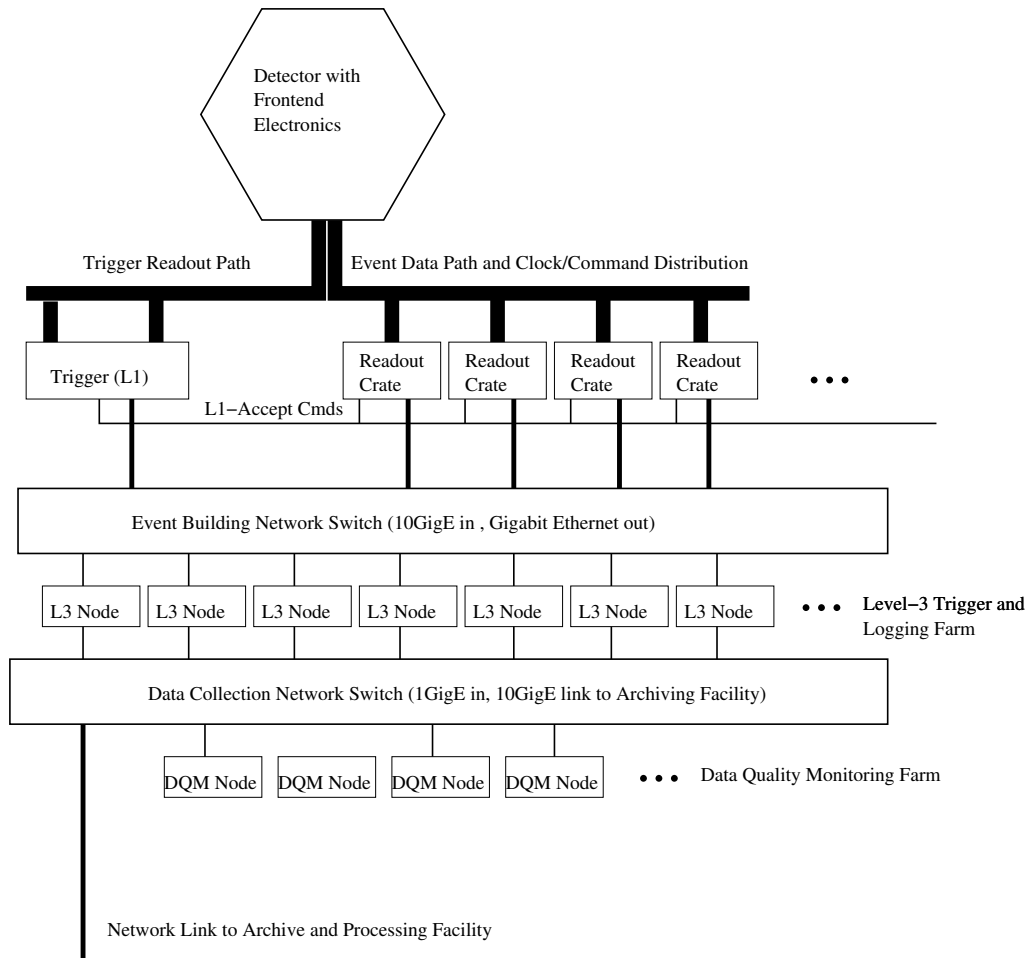 Detector with
Frontend
Electronics
Trigger Readout Path
Event Data Path and Clock/Command Distribution
Trigger (L1)
Readout
Crate
Readout
Crate
Readout
Crate
Readout
Crate
L1−Accept Cmds
Event Building Network Switch (10GigE in , Gigabit Ethernet out)
L3 Node
L3 Node
L3 Node
L3 Node
L3 Node
L3 Node
L3 Node
Level−3 Trigger and
Logging Farm
Data Collection Network Switch (1GigE in, 10GigE link to Archiving Facility)
DQM Node
DQM Node
DQM Node
DQM Node
Data Quality Monitoring Farm
Network Link to Archive and Processing Facility